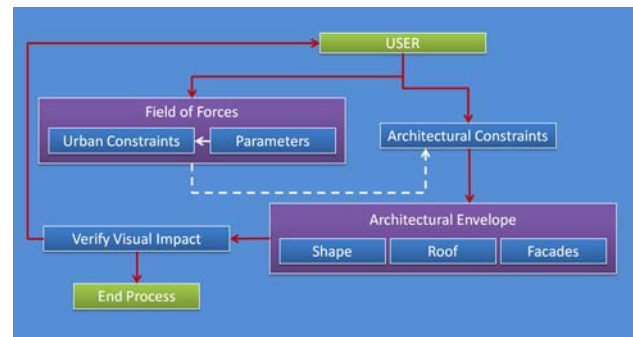 USER
Field of Forces
Urban Constraints
Parameters
Architectural Constraints
Architectural Envelope
Shape
Roof
Facades
Verify Visual Impact
End Process